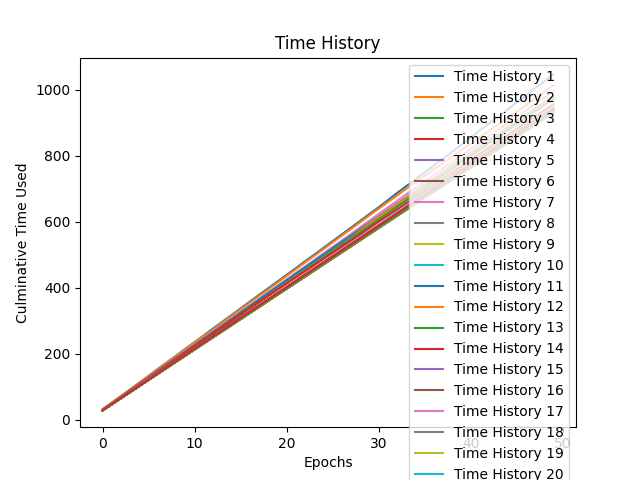 Time History
Culminative Time Used
1000
800
600
400
200
0
0
10
20
30
40
50
Epochs
Time History 1
Time History 2
Time History 3
Time History 4
Time History 5
Time History 6
Time History 7
Time History 8
Time History 9
Time History 10
Time History 11
Time History 12
Time History 13
Time History 14
Time History 15
Time History 16
Time History 17
Time History 18
Time History 19
Time History 20